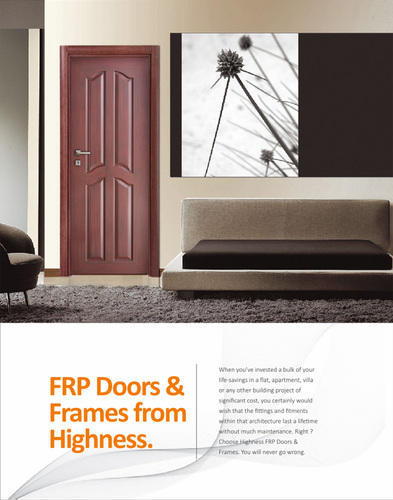 FRP Doors &
Frames from
Highness.
When you've invested a bulk of your
life-savings in a flat, apartment, villa
or any other building project of
significant cost, you certainly would
wish that the fittings and fitments
within that architecture last a lifetime
without much maintenance. Right ?
Choose Highness FRP Doors &
Frames. You will never go wrong.